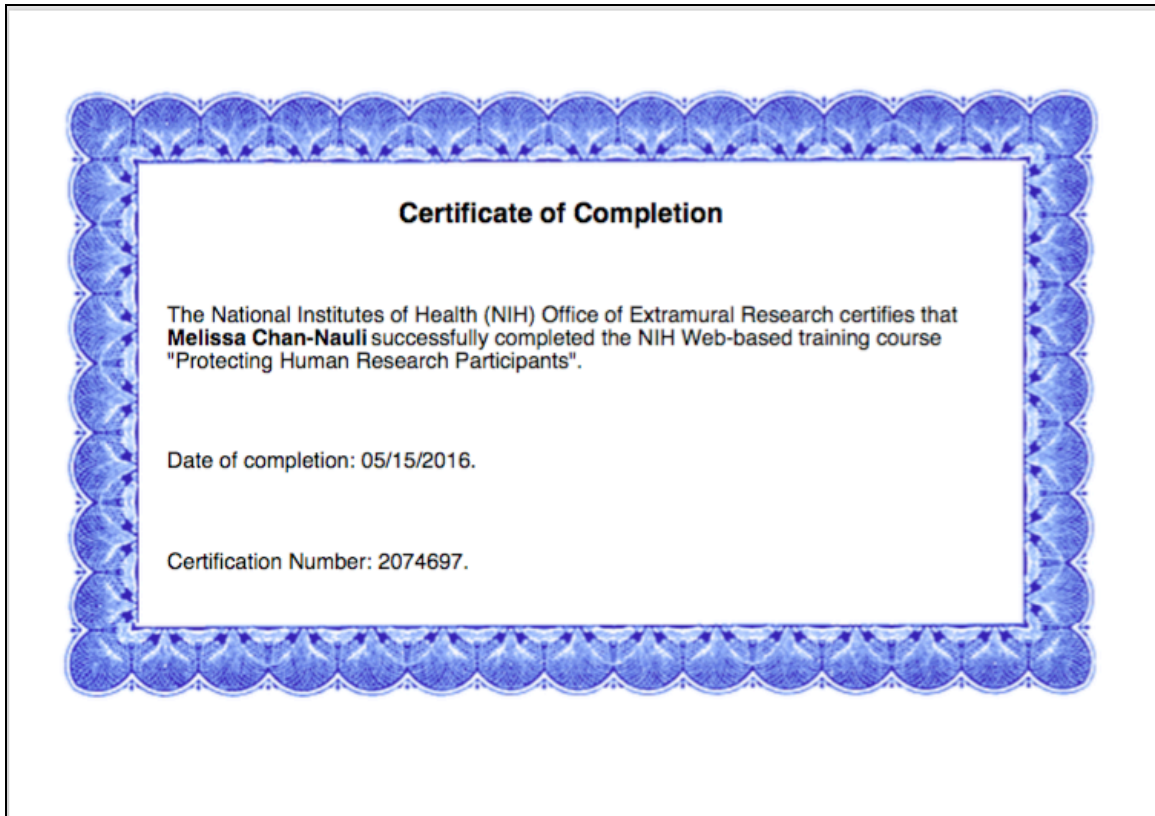 Certificate of Completion
The National Institutes of Health (NIH) Office of Extramural Research certifies that
Melissa Chan-Nauli successfully completed the NIH Web-based training course
"Protecting Human Research Participants".
Date of completion: 05/15/2016.
Certification Number: 2074697.